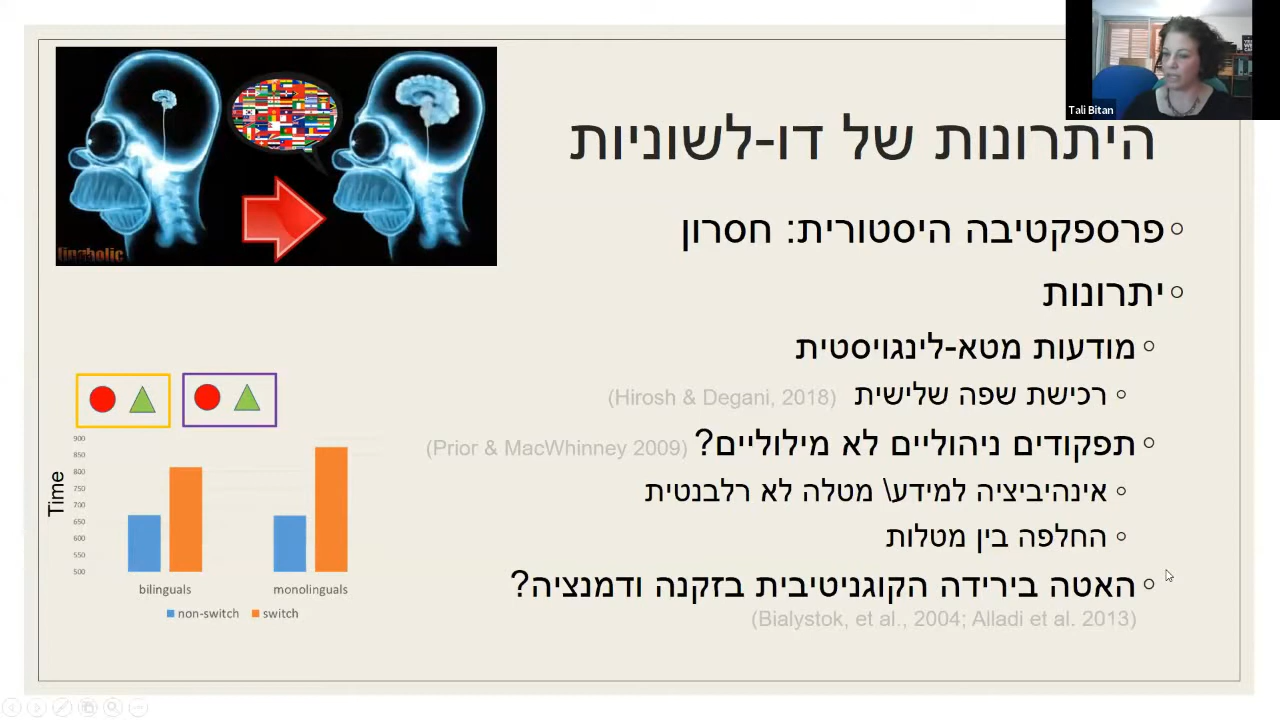 Tali Bitan
היתרונות של דו-לשוניות
lingholic
פרספקטיבה היסטורית: חסרון
יתרונות
מודעות מטא-לינגויסטית
רכישת שפה שלישית (Hirosh & Degani, 2018)
תפקודים ניהוליים לא מילוליים? (Prior & MacWhinney 2009)
אינהיביציה למידע\ מטלה לא רלבנטית
החלפה בין מטלות
האטה בירידה הקוגניטיבית בזקנה ודמנציה?
(Bialystok, et al., 2004; Alladi et al. 2013)
Time
900
850
800
750
700
650
600
550
500
bilinguals monolinguals
non-switch switch